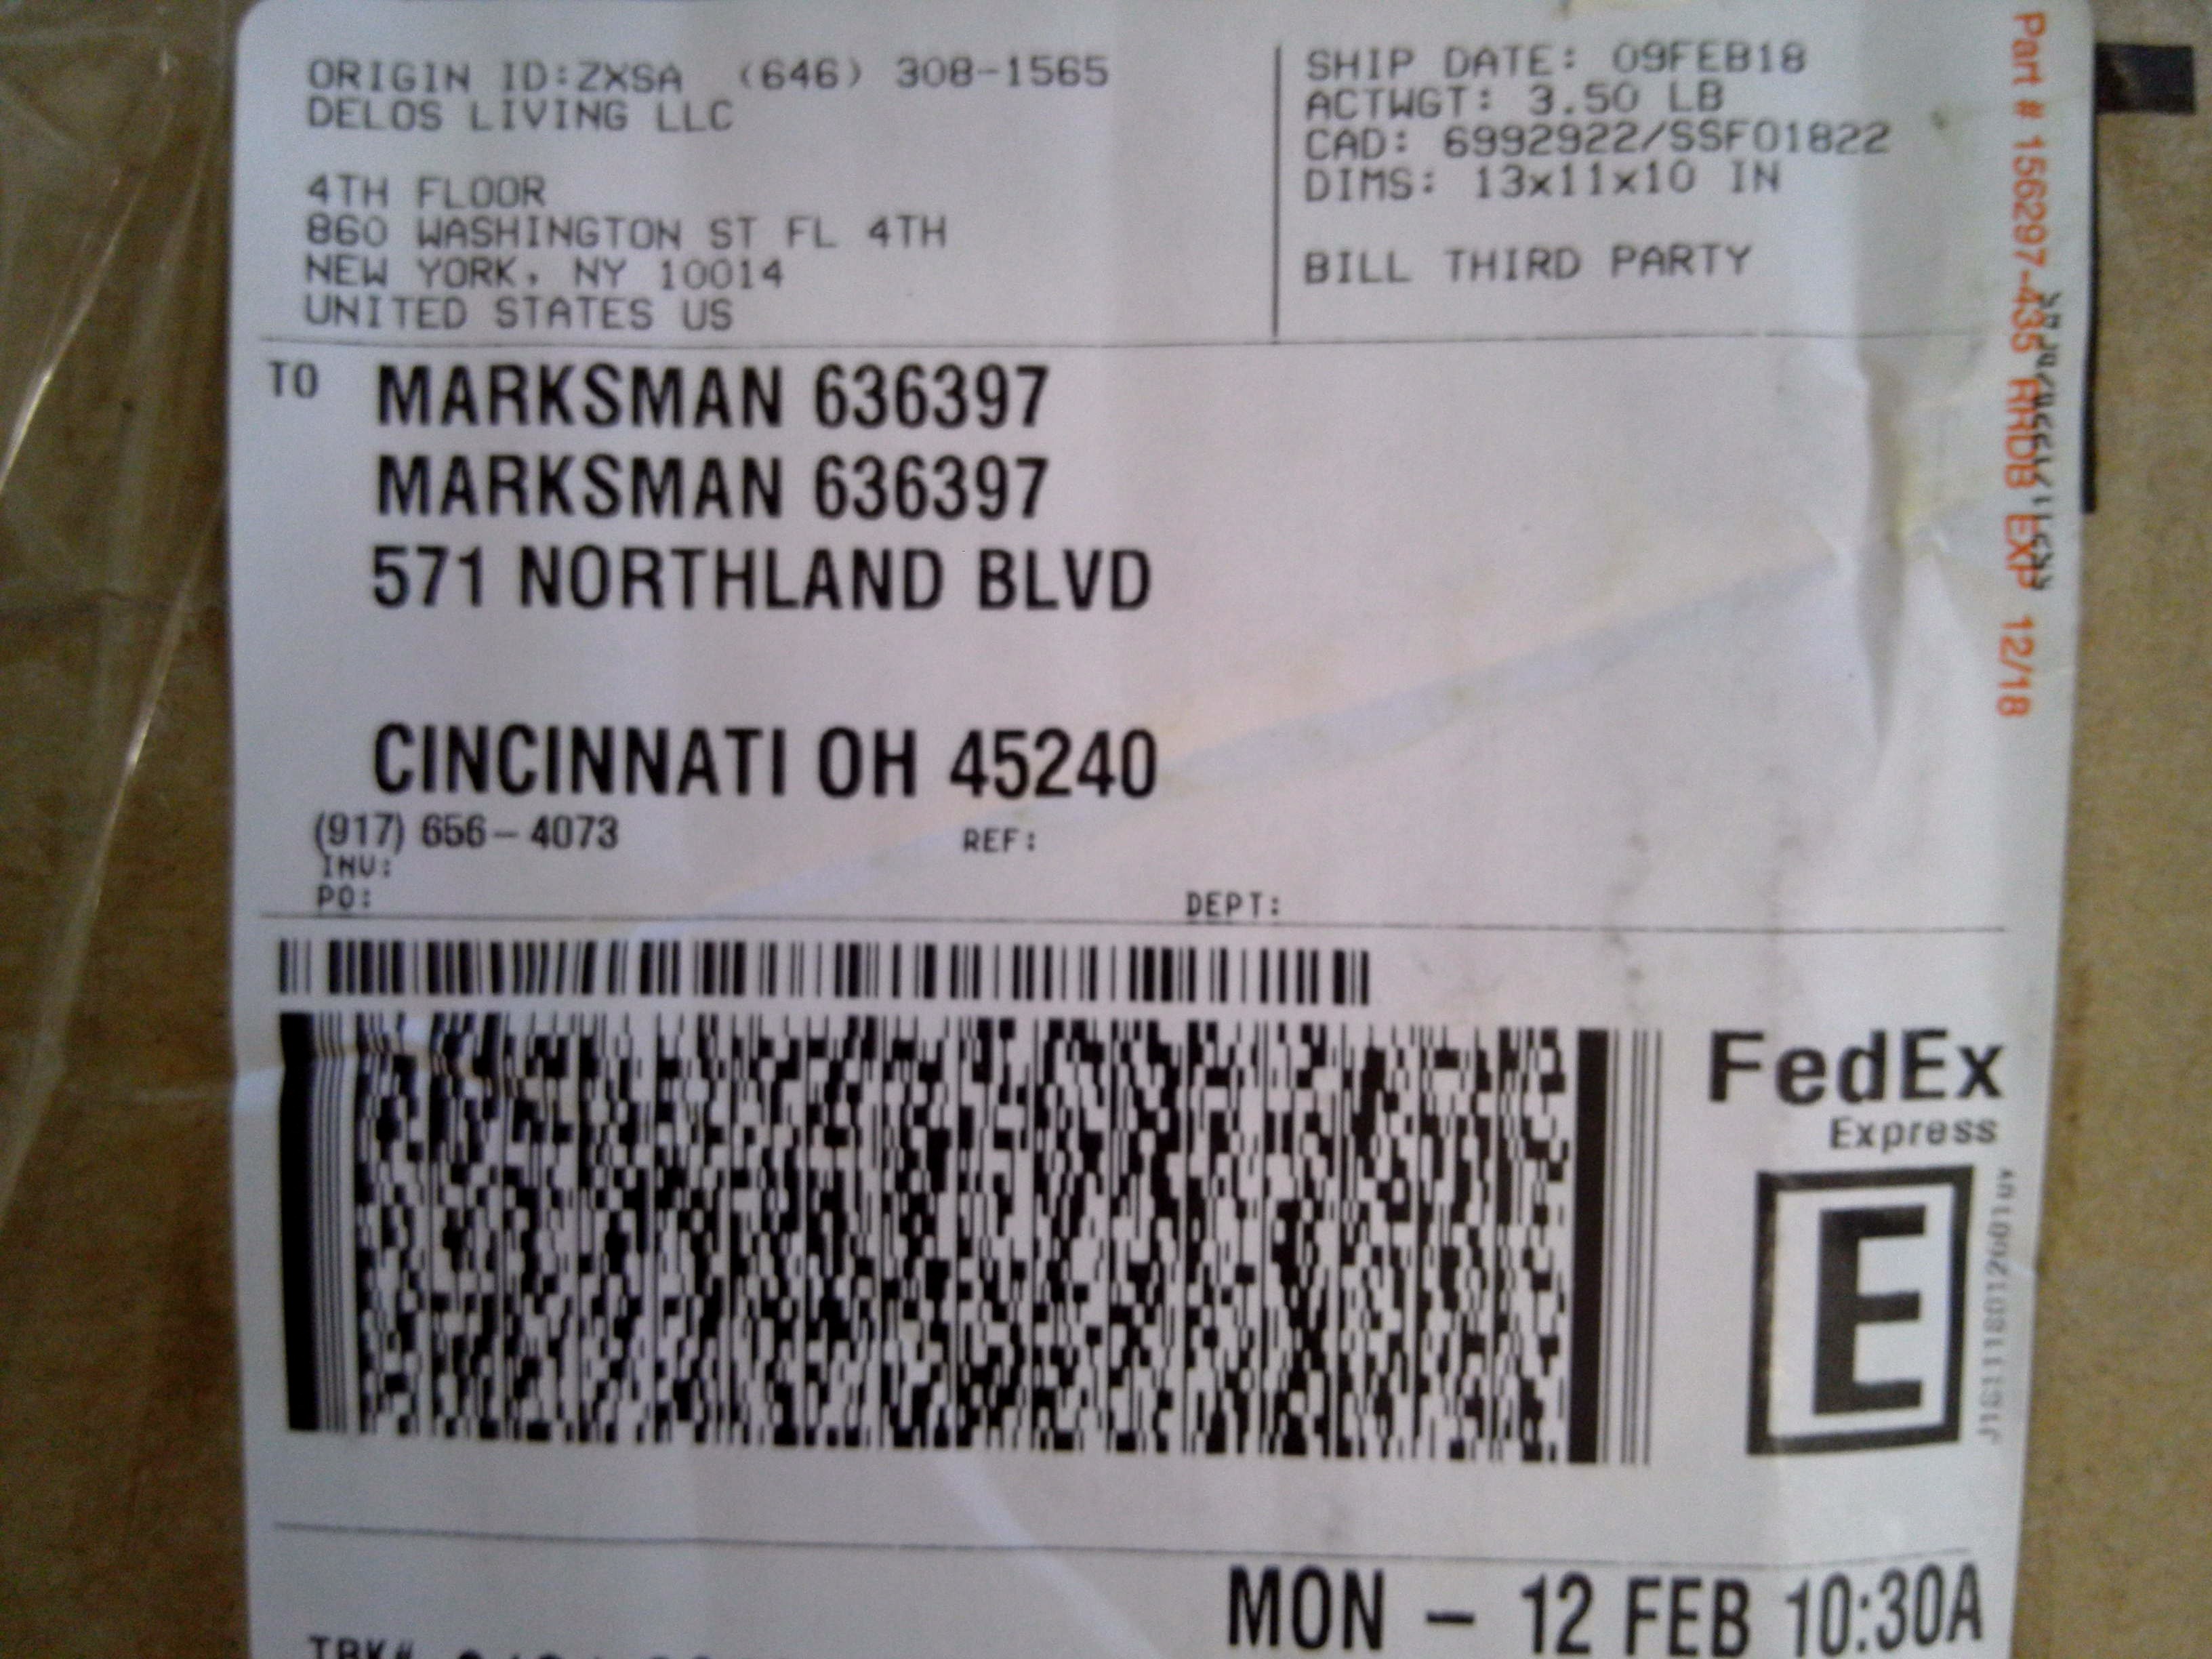 ORIGIN ID:ZXSA (646) 308-1565
DELOS LIVING LLC
4TH FLOOR
860 WASHINGTON ST FL 4TH
NEW YORK, NY 10014
UNITED STATES US
SHIP DATE: 09FEB18
ACTWGT: 3.50 LB
CAD: 6992922/SSFO1822
DIMS: 13x11x10 IN
BILL THIRD PARTY
Part # 156297-435 RRDB EXP 12/18
TO MARKSMAN 636397
MARKSMAN 636397
571 NORTHLAND BLVD
CINCINNATI OH 45240
(917) 656-4073 REF:
INV:
PO: DEPT:
FedEx
Express
E
MON - 12 FEB 10:30A
TRK#